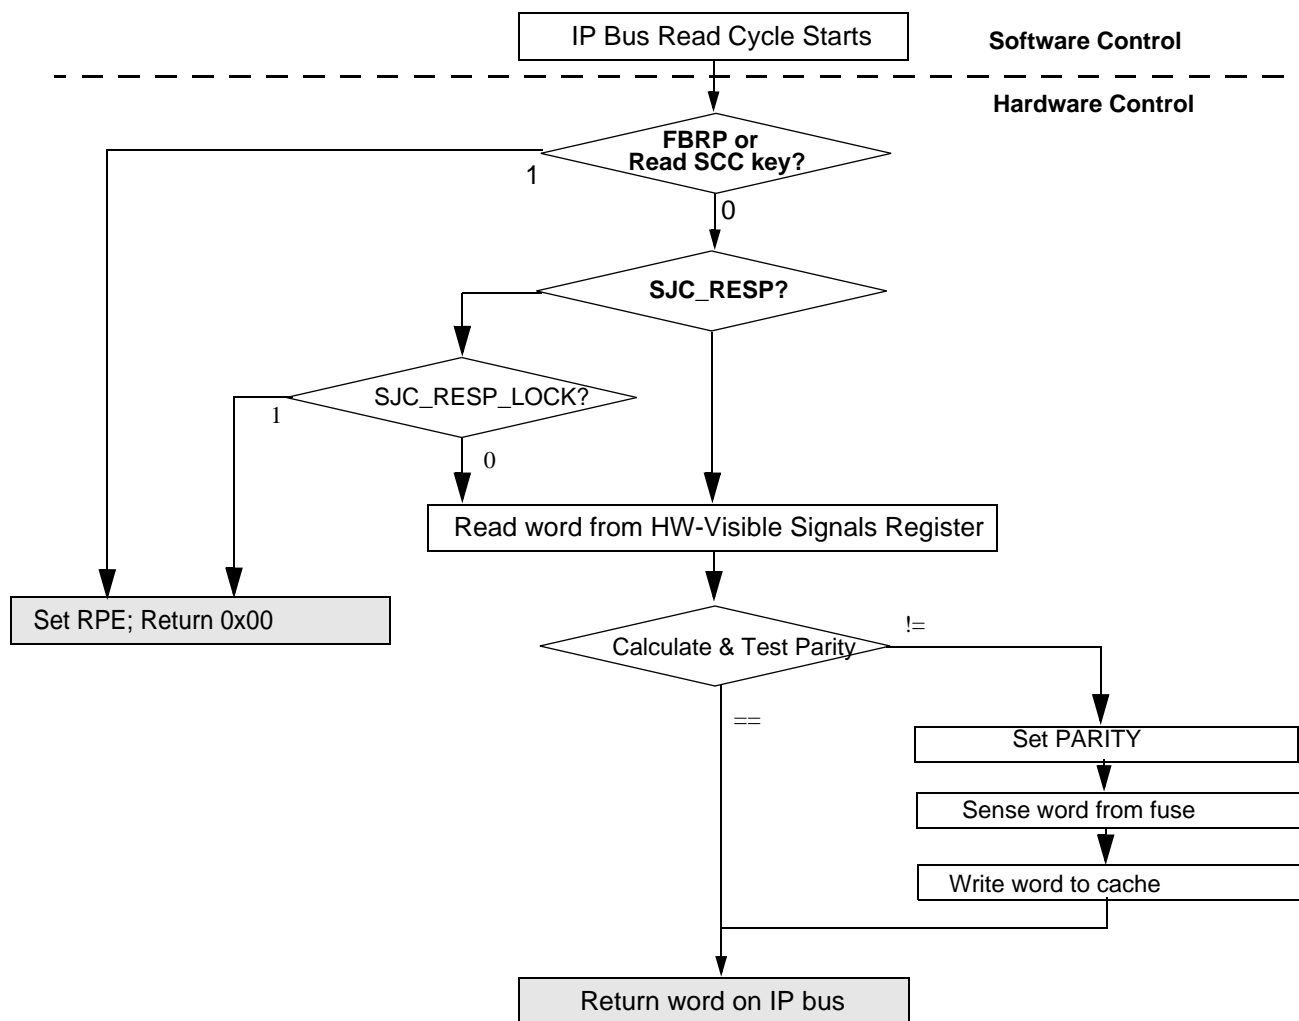 IP Bus Read Cycle Starts
Software Control
Hardware Control
FBRP or
Read SCC key?
1
0
SJC_RESP?
SJC_RESP_LOCK?
1
0
Read word from HW-Visible Signals Register
Set RPE; Return 0x00
Calculate & Test Parity
!=
==
Set PARITY
Sense word from fuse
Write word to cache
Return word on IP bus